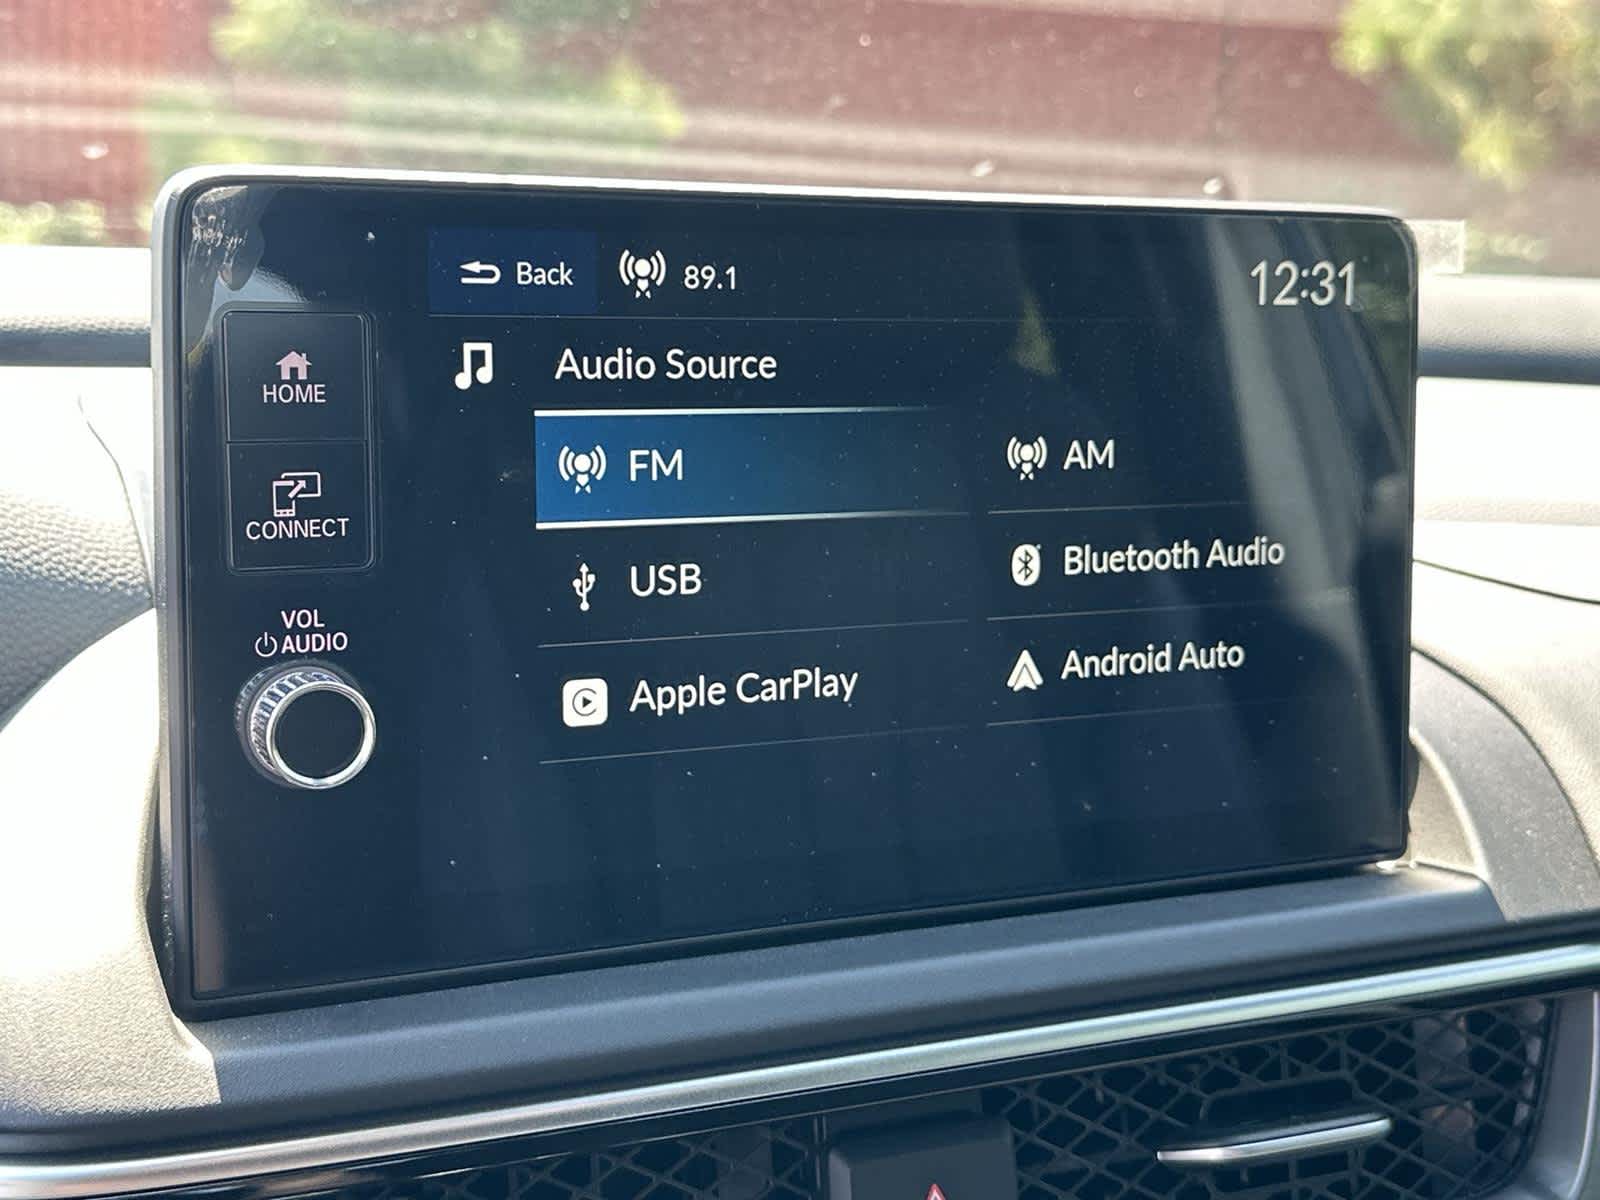 Back 89.1 12:31
HOME
CONNECT
VOL
AUDIO
Audio Source
FM AM
USB Bluetooth Audio
Apple CarPlay Android Auto